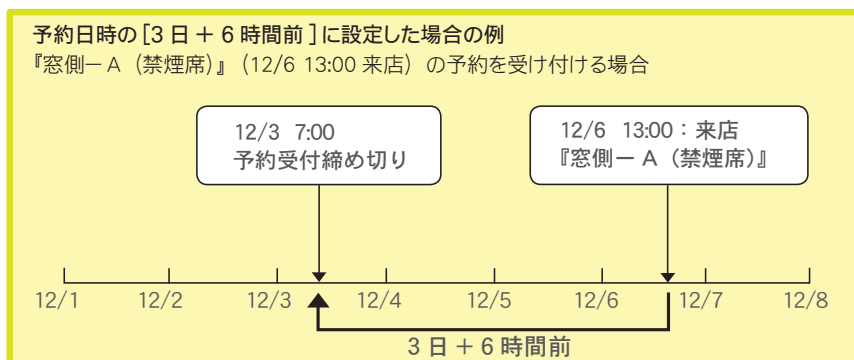 予約日時の［3日＋6時間前］に設定した場合の例
『窓側ーA（禁煙席）』（12/6 13:00 来店）の予約を受け付ける場合
12/3 7:00
予約受付締め切り
12/6 13:00：来店
『窓側ーA（禁煙席）』
12/1 12/2 12/3 12/4 12/5 12/6 12/7 12/8
3日＋6時間前